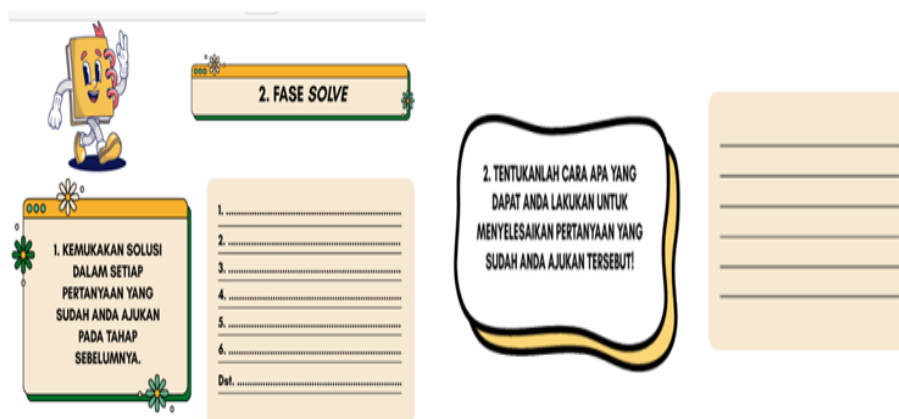 2. FASE SOLVE
1. KEMUKAKAN SOLUSI
DALAM SETIAP
PERTANYAAN YANG
SUDAH ANDA AJUKAN
PADA TAHAP
SEBELUMNYA.
1. ................................................
2. ................................................
3. ................................................
4. ................................................
5. ................................................
6. ................................................
Dst. ................................................
2. TENTUKANLAH CARA APA YANG
DAPAT ANDA LAKUKAN UNTUK
MENYELESAIKAN PERTANYAAN YANG
SUDAH ANDA AJUKAN TERSEBUT!